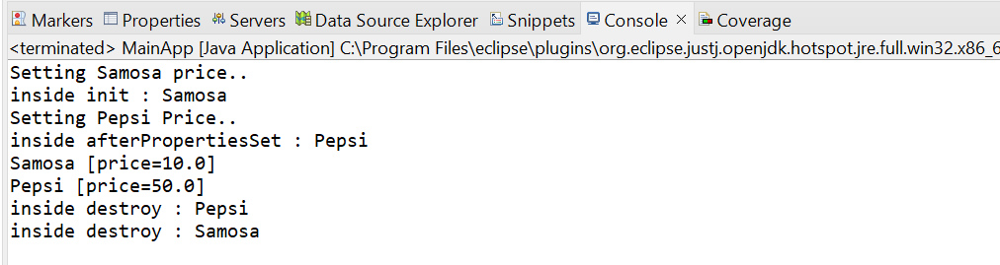 Markers Properties Servers Data Source Explorer Snippets Console × Coverage
<terminated> MainApp [Java Application] C:\Program Files\eclipse\plugins\org.eclipse.justj.openjdk.hotspot.jre.full.win32.x86_6
Setting Samosa price..
inside init : Samosa
Setting Pepsi Price..
inside afterPropertiesSet : Pepsi
Samosa [price=10.0]
Pepsi [price=50.0]
inside destroy : Pepsi
inside destroy : Samosa